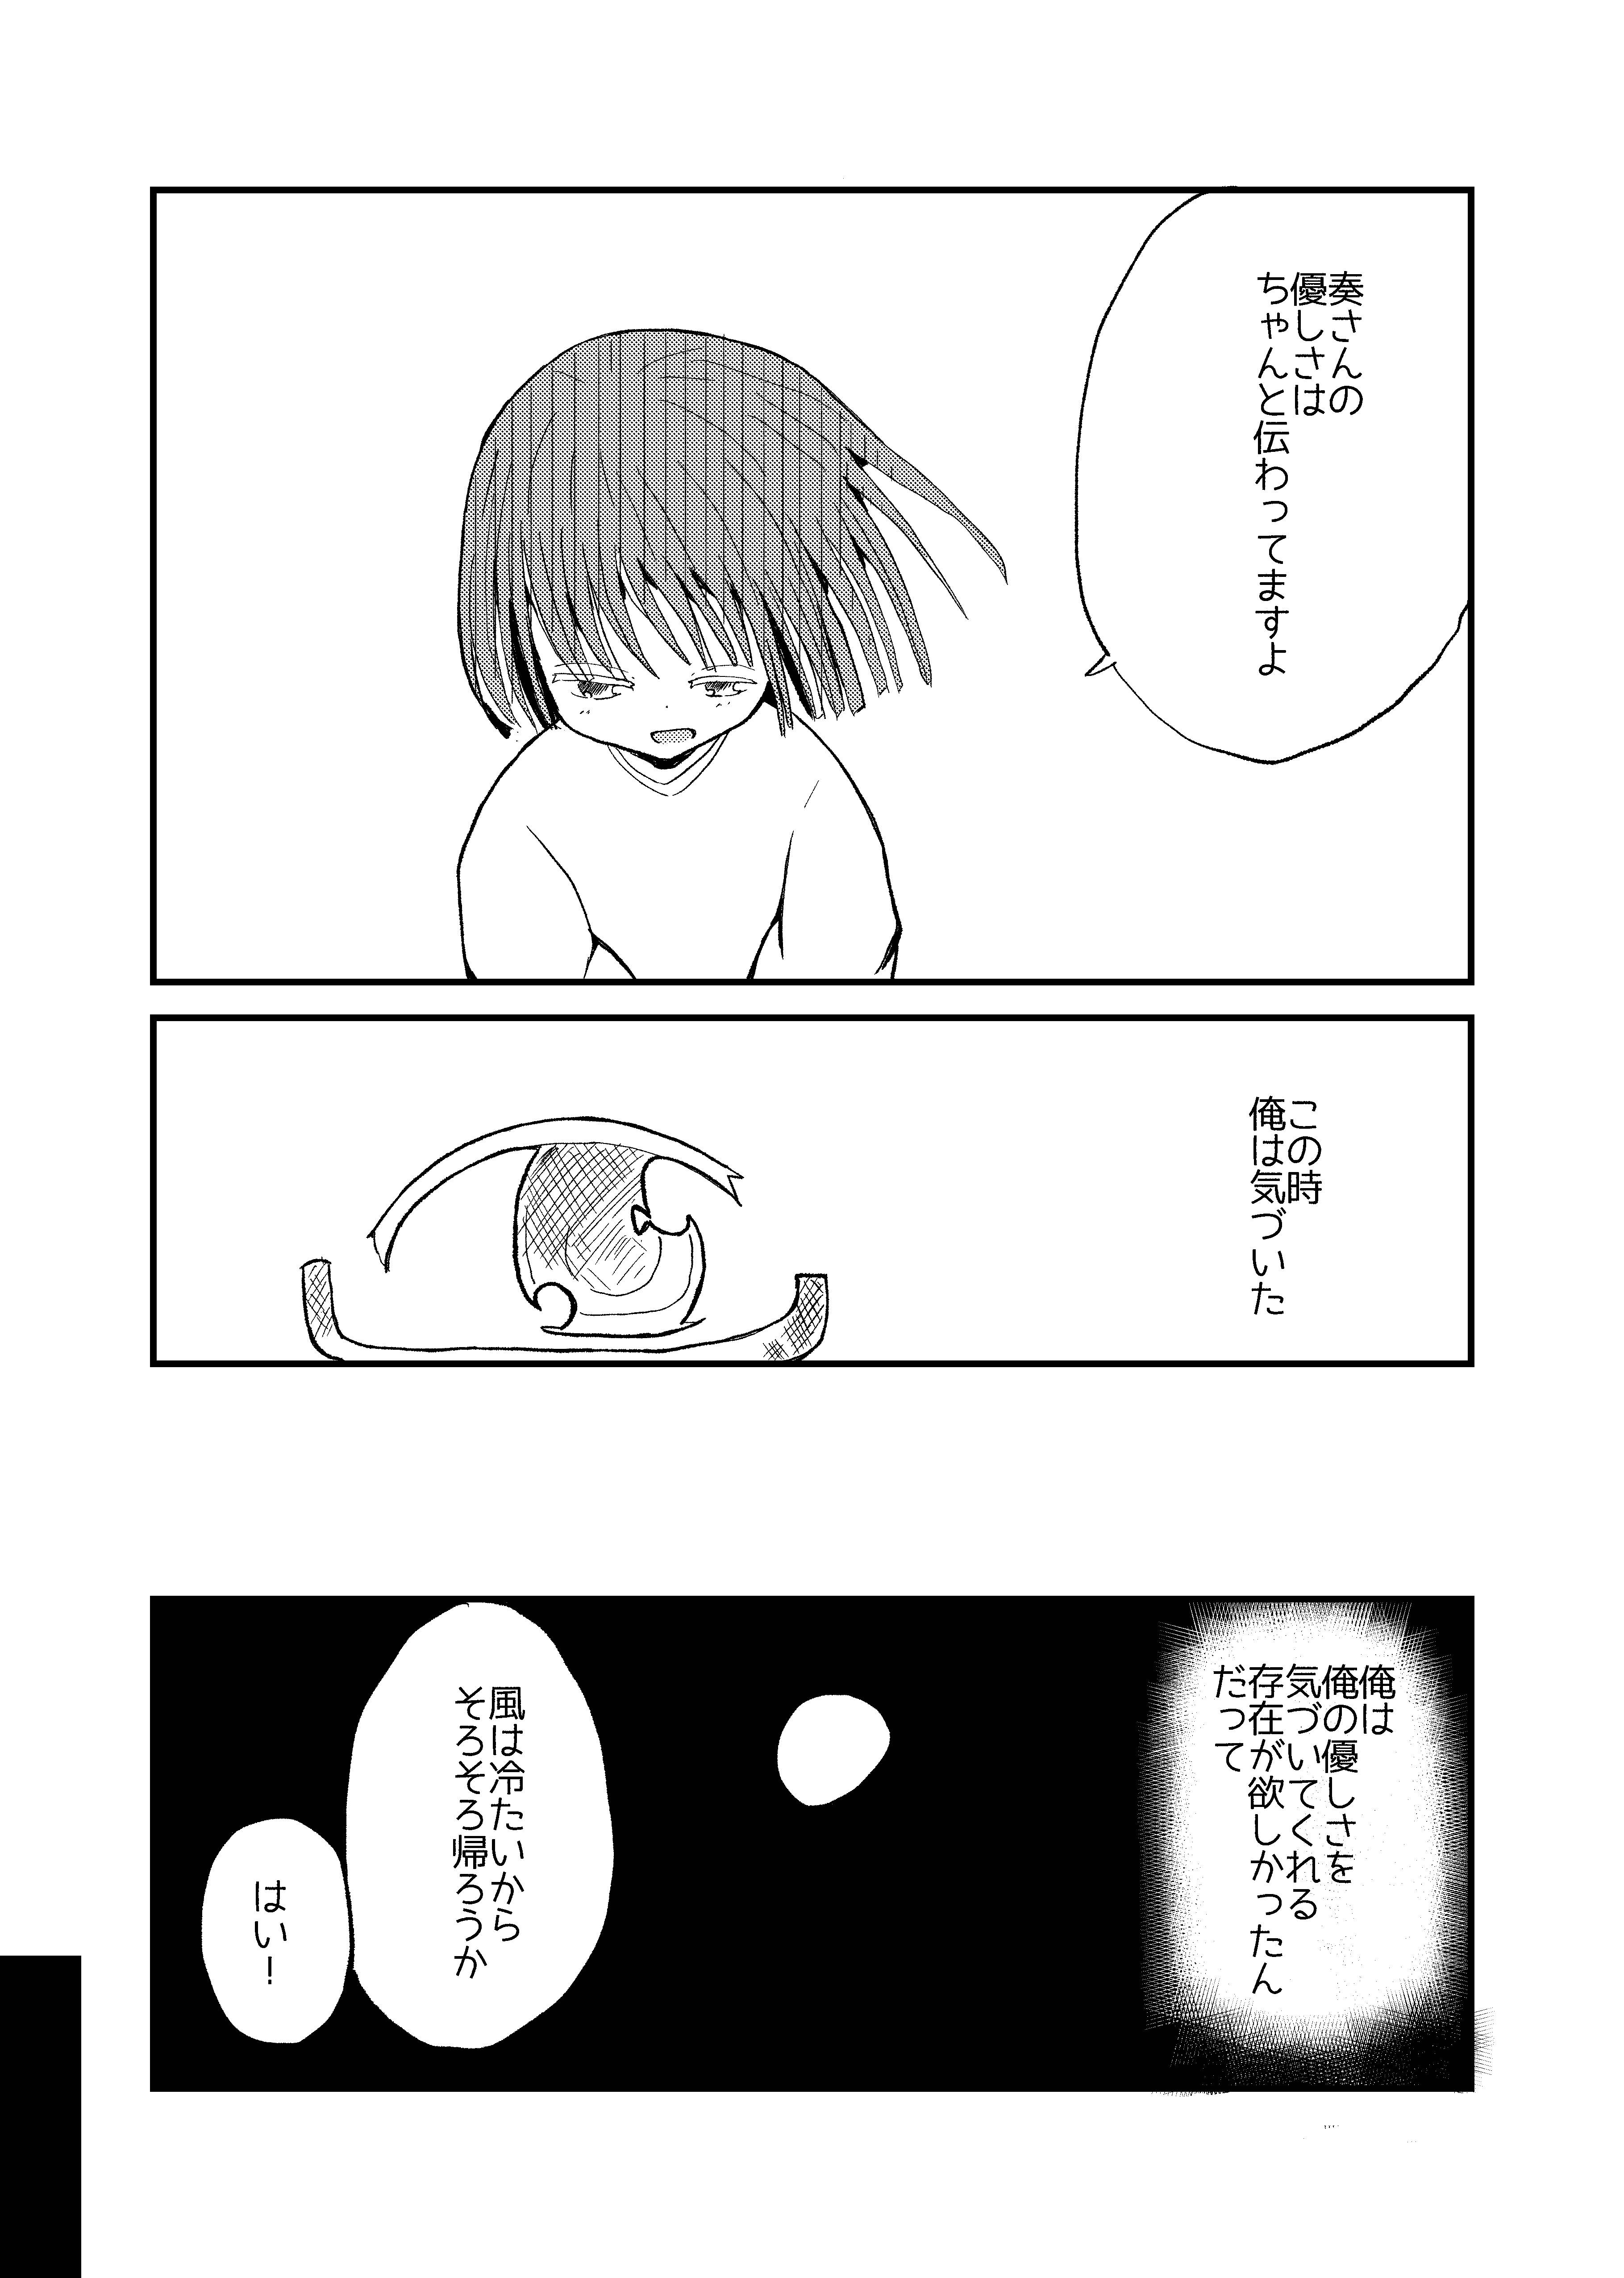 奏さんの
優しさは
ちゃんと伝わってますよ
この時
俺は気づいた
俺は
俺の優しさを
気づいてくれる
存在が欲しかったん
だって
風は冷たいから
そろそろ帰ろうか
はい！